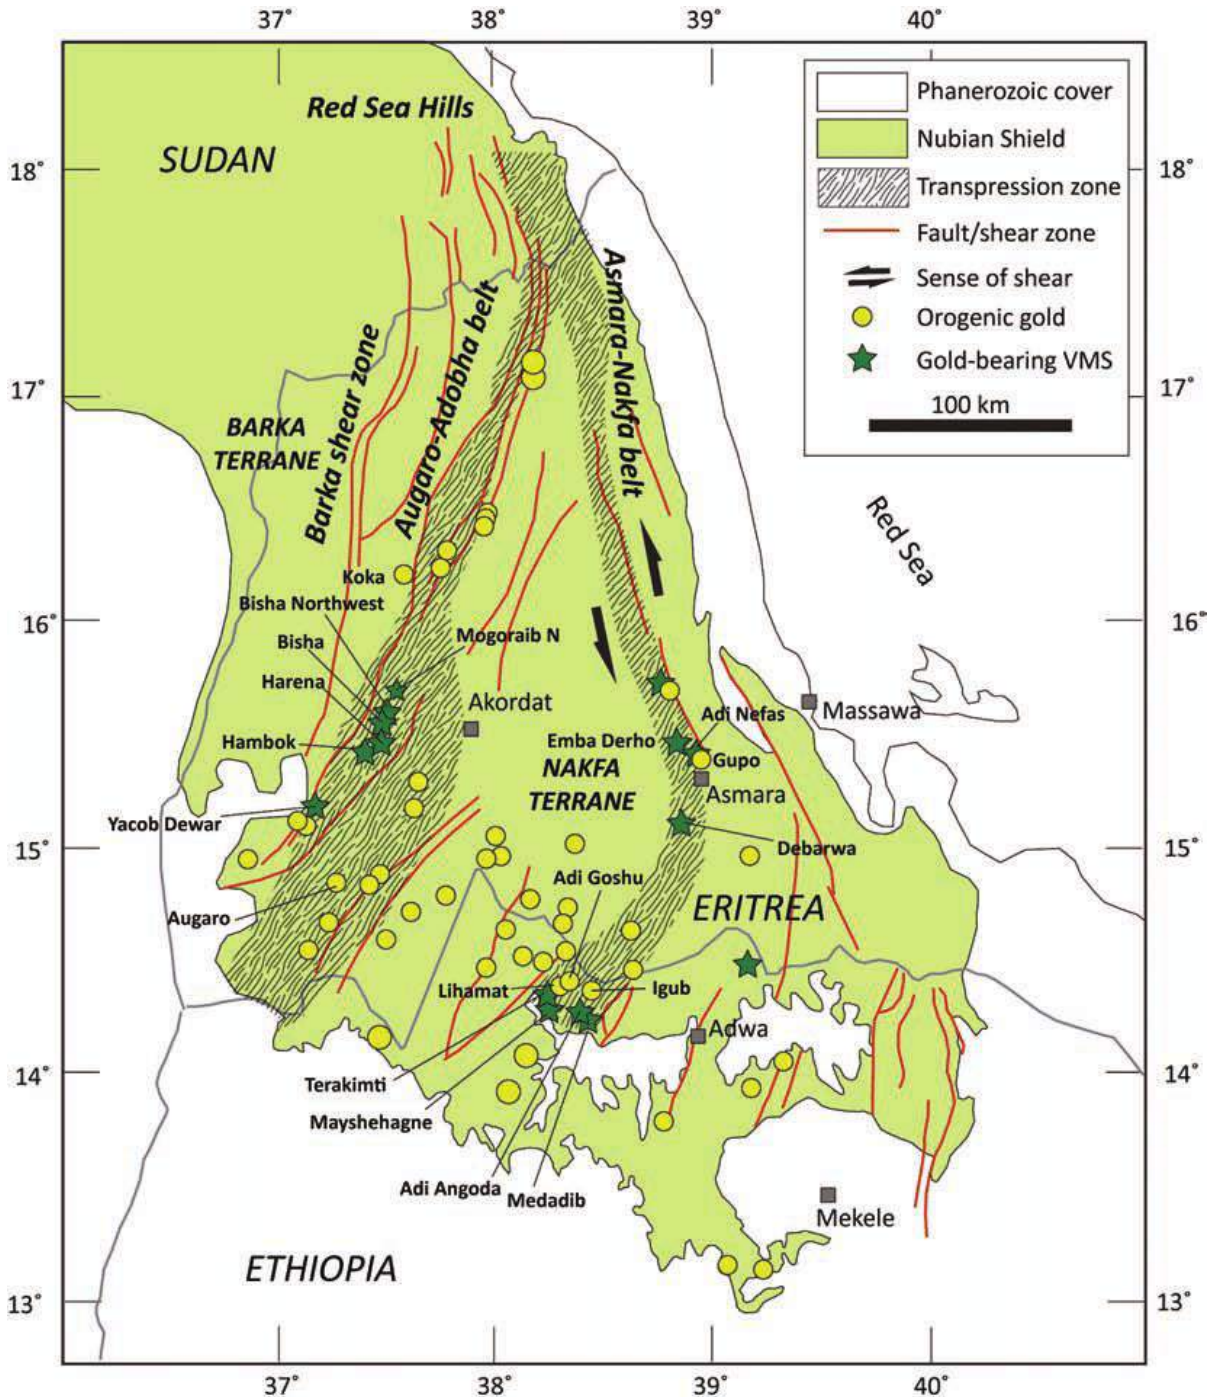 37° 38° 39° 40°
Red Sea Hills
SUDAN
18°
Phanerozoic cover
Nubian Shield
Transpression zone
Fault/shear zone
Sense of shear
Orogenic gold
Gold-bearing VMS
100 km
18°
Asmara-Nakfa belt
Augaro-Adobha belt
Barka shear zone
17°
17°
BARKA
TERRANE
Red Sea
Koka
Bisha Northwest
16°
16°
Bisha
Mogoraib N
Harena
Akordat
Massawa
Hambok
Adi Nefas
Emba Derho
Gupo
NAKFA
TERRANE
Asmara
Yacob Dewar
15°
Debarwa
15°
Adi Goshu
Augaro
ERITREA
Lihamat
Igub
Adwa
14°
Terakimti
14°
Mayshehagne
Adi Angoda
Medadib
Mekele
ETHIOPIA
13°
13°
37° 38° 39° 40°